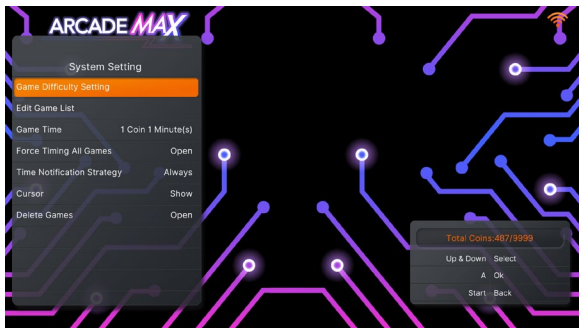 ARCADE MAX
System Setting
Game Difficulty Setting
Edit Game List
Game Time 1 Coin 1 Minute(s)
Force Timing All Games Open
Time Notification Strategy Always
Cursor Show
Delete Games Open
Total Coins:487/9999
Up & Down Select
A Ok
Start Back